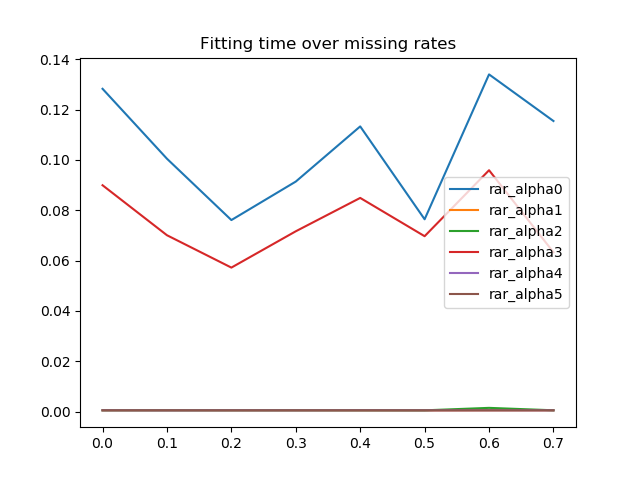 Fitting time over missing rates
0.14
0.12
0.10
0.08
0.06
0.04
0.02
0.00
rar_alpha0
rar_alpha1
rar_alpha2
rar_alpha3
rar_alpha4
rar_alpha5
0.0 0.1 0.2 0.3 0.4 0.5 0.6 0.7